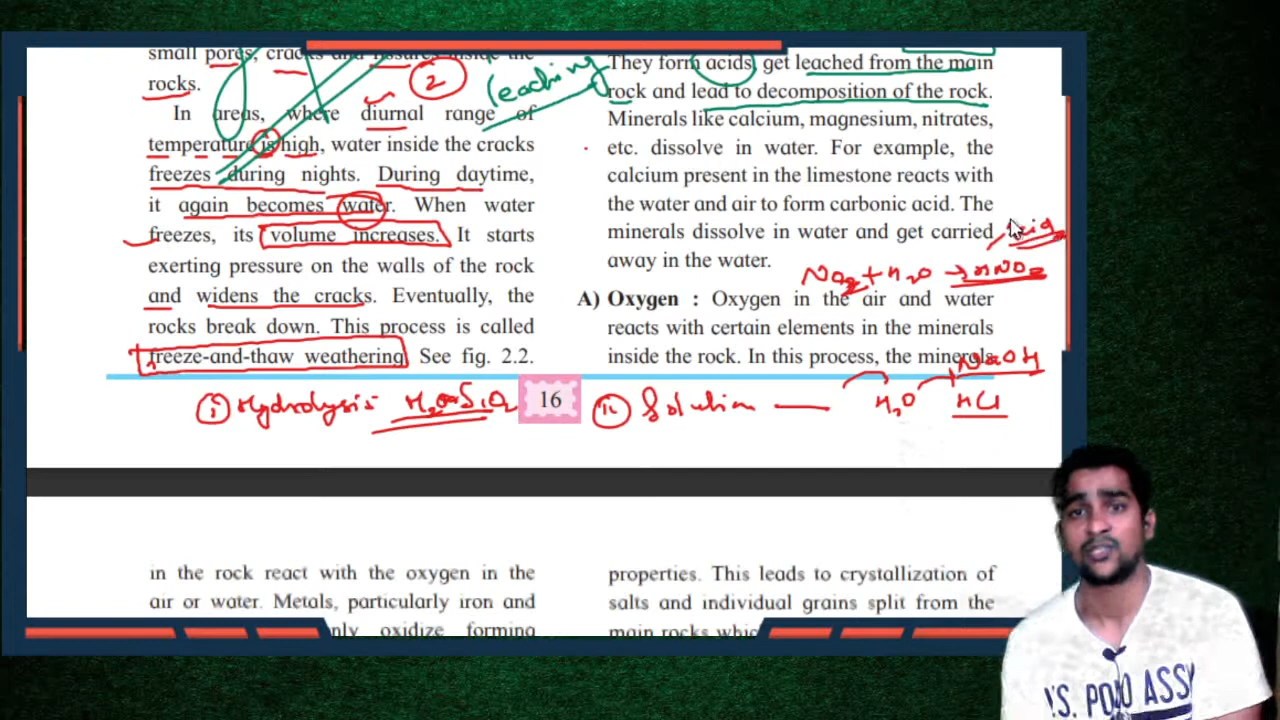 small pores, cracks and fissures inside the
rocks.
2
In areas, where diurnal range of
temperature is high, water inside the cracks
freezes during nights. During daytime,
it again becomes water. When water
freezes, its volume increases. It starts
exerting pressure on the walls of the rock
and widens the cracks. Eventually, the
rocks break down. This process is called
freeze-and-thaw weathering. See fig. 2.2.
leaching
They form acids, get leached from the main
rock and lead to decomposition of the rock.
Minerals like calcium, magnesium, nitrates,
etc. dissolve in water. For example, the
calcium present in the limestone reacts with
the water and air to form carbonic acid. The
minerals dissolve in water and get carried
away in the water.
Acid
NO2 + H2O → HNO2
A) Oxygen : Oxygen in the air and water
reacts with certain elements in the minerals
inside the rock. In this process, the minerals
NaOH
i Hydrolysis
16
ii Solution — H2O HCl
in the rock react with the oxygen in the
air or water. Metals, particularly iron and
oxidize forming
properties. This leads to crystallization of
salts and individual grains split from the
main rocks
U.S. POLO ASSN